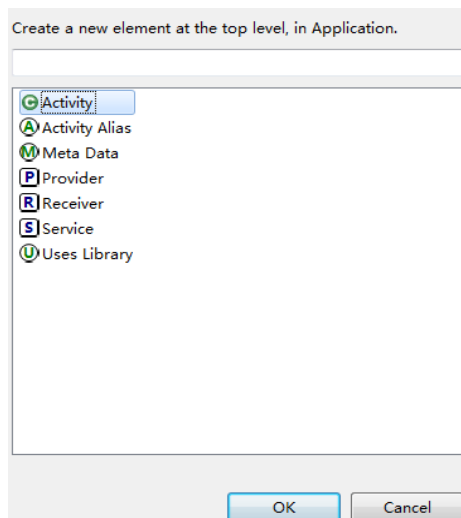 Create a new element at the top level, in Application.
C Activity
A Activity Alias
M Meta Data
P Provider
R Receiver
S Service
U Uses Library
OK Cancel